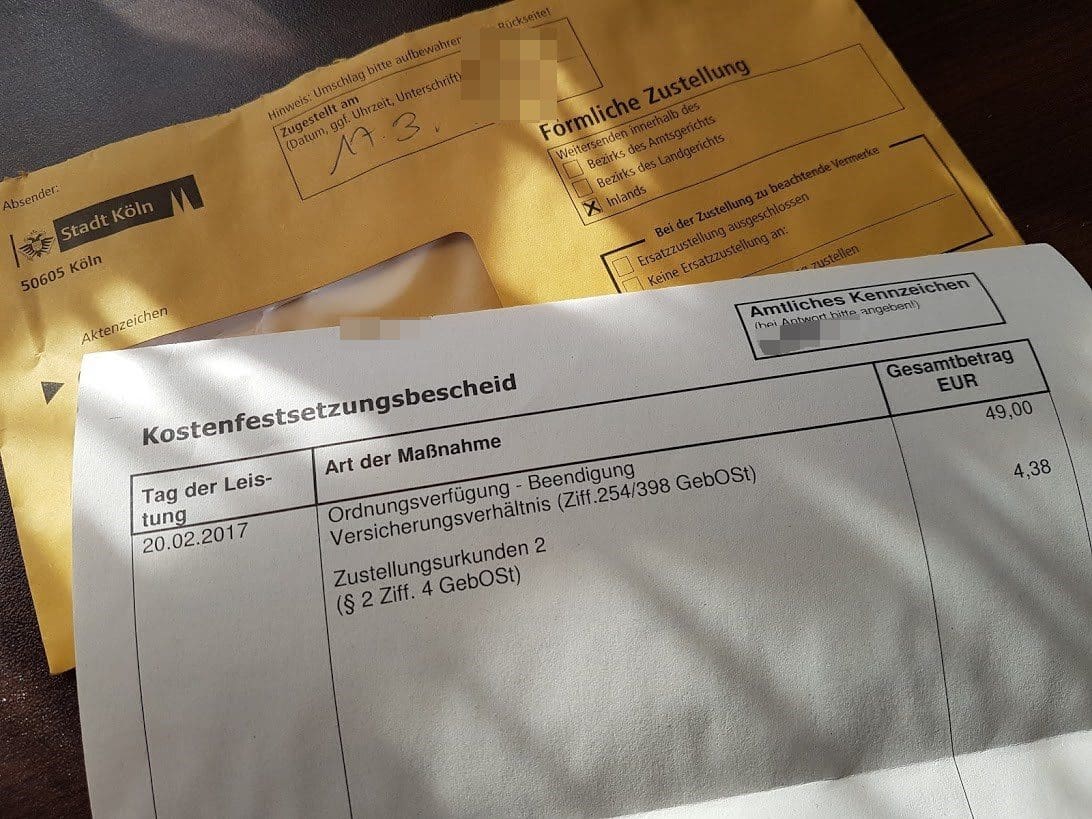 Hinweis: Umschlag bitte aufbewahren
Rückseite!
Zugestellt am
(Datum, ggf. Uhrzeit, Unterschrift)
17.3.
Förmliche Zustellung
Weitersenden innerhalb des
Bezirks des Amtsgerichts
Bezirks des Landgerichts
X Inlands
Bei der Zustellung zu beachtende Vermerke
Ersatzzustellung ausgeschlossen
Keine Ersatzzustellung an:
zustellen
Absender:
Stadt Köln
50605 Köln
Aktenzeichen
Amtliches Kennzeichen
(bei Antwort bitte angeben!)
Kostenfestsetzungsbescheid
Tag der Leis-
tung
Art der Maßnahme
Gesamtbetrag
EUR
20.02.2017
Ordnungsverfügung - Beendigung
Versicherungsverhältnis (Ziff.254/398 GebOSt)
49,00
Zustellungsurkunden 2
(§ 2 Ziff. 4 GebOSt)
4,38